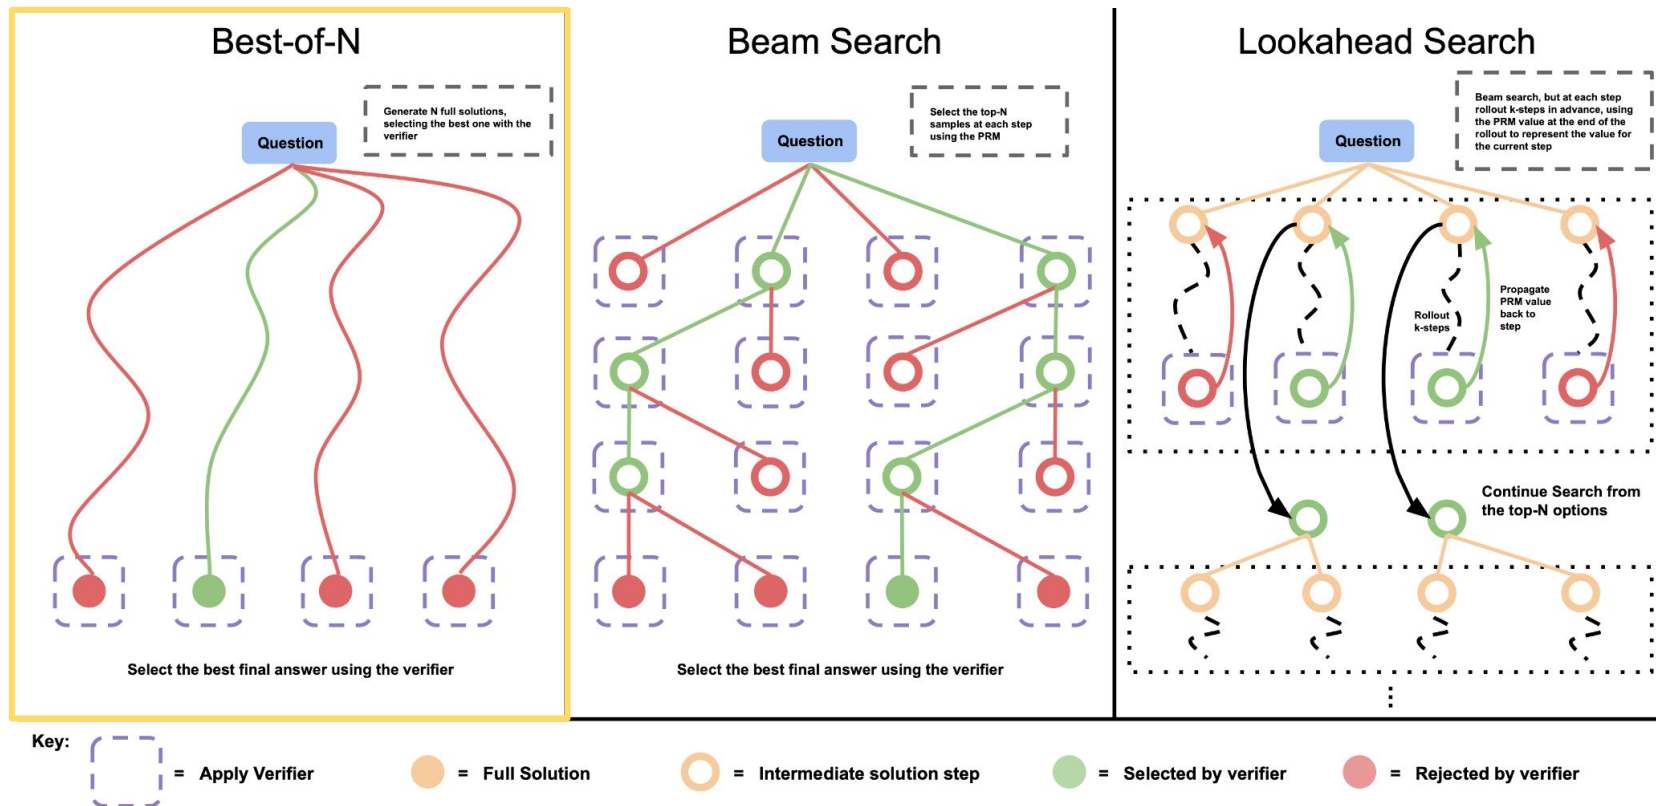 Best-of-N
Generate N full solutions,
selecting the best one with the
verifier
Question
Select the best final answer using the verifier
Beam Search
Select the top-N
samples at each step
using the PRM
Question
Select the best final answer using the verifier
Lookahead Search
Beam search, but at each step
rollout k-steps in advance, using
the PRM value at the end of the
rollout to represent the value for
the current step
Question
Rollout
k-steps
Propagate
PRM value
back to
step
Continue Search from
the top-N options
Key:
= Apply Verifier
= Full Solution
= Intermediate solution step
= Selected by verifier
= Rejected by verifier